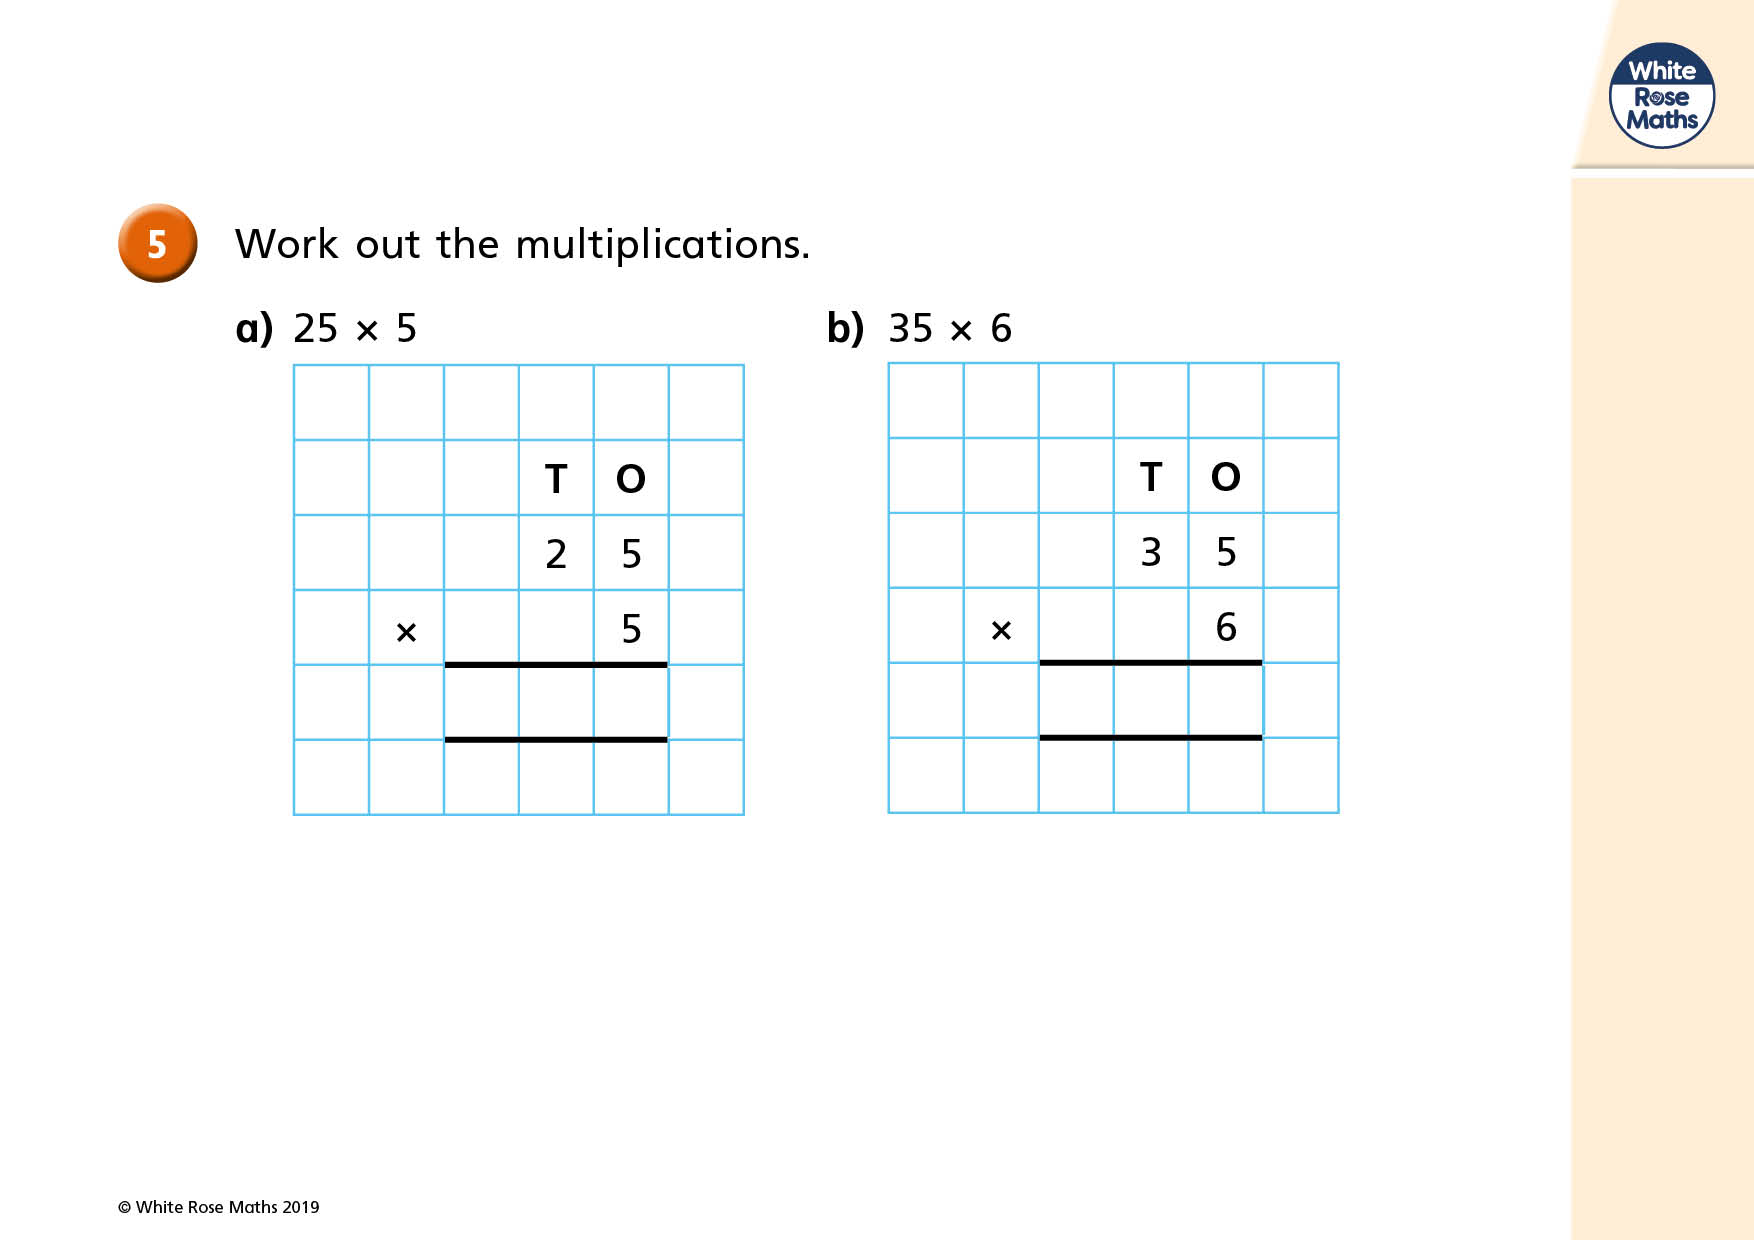 White
Rose
Maths
5 Work out the multiplications.
a) 25 × 5
b) 35 × 6
T O
2 5
× 5
T O
3 5
× 6
© White Rose Maths 2019